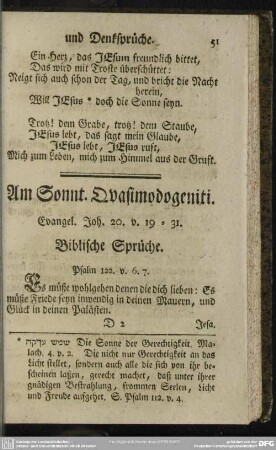 und Denksprüche. 51
Ein Herz, das JEsum freundlich bittet,
Das wird mit Troste überschüttet:
Neigt sich auch schon der Tag, und bricht die Nacht
herein,
Will JEsus * doch die Sonne seyn.
Trotz! dem Grabe, trotz! dem Staube,
JEsus lebt, das sagt mein Glaube,
JEsus lebt, JEsus ruft,
Mich zum Leben, mich zum Himmel aus der Gruft.
Am Sonnt. Qvasimodogeniti.
Evangel. Joh. 20. v. 19 = 31.
Biblische Sprüche.
Psalm 122. v. 6. 7.
Es müße wohlgehen denen die dich lieben: Es
müße Friede seyn inwendig in deinen Mauern, und
Glück in deinen Palästen.
D 2 Jesa.
* שמש צדקה Die Sonne der Gerechtigkeit. Ma-
lach. 4. v. 2. Die nicht nur Gerechtigkeit an das
Licht stellet, sondern auch alle die sich von ihr be-
scheinen laßen, gerecht machet, daß unter ihrer
gnädigen Bestrahlung, frommen Seelen, Licht
und Freude aufgehet. S. Psalm 112. v. 4.